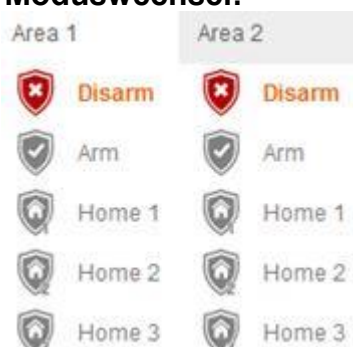 Moduswechsel.
Area 1 Area 2
Disarm Disarm
Arm Arm
Home 1 Home 1
Home 2 Home 2
Home 3 Home 3